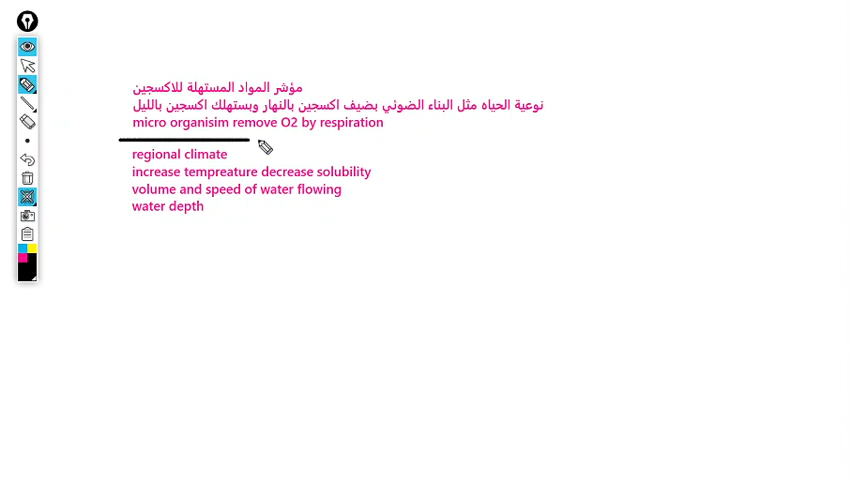 مؤشر المواد المستهلة للاكسجين
نوعية الحياه مثل البناء الضوئي بضيف اكسجين بالنهار وبستهلك اكسجين بالليل
micro organisim remove O2 by respiration
regional climate
increase tempreature decrease solubility
volume and speed of water flowing
water depth